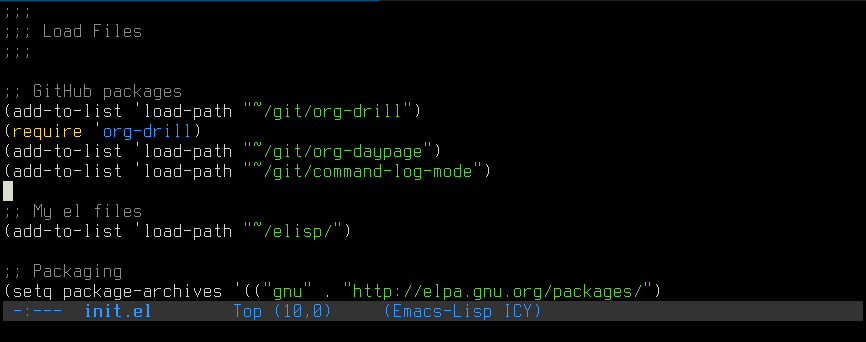 ;;;
;;; Load Files
;;;
;; GitHub packages
(add-to-list 'load-path "~/git/org-drill")
(require 'org-drill)
(add-to-list 'load-path "~/git/org-daypage")
(add-to-list 'load-path "~/git/command-log-mode")
;; My el files
(add-to-list 'load-path "~/elisp/")
;; Packaging
(setq package-archives '(("gnu" . "http://elpa.gnu.org/packages/")
-:--- init.el Top (10,0) (Emacs-Lisp ICY)